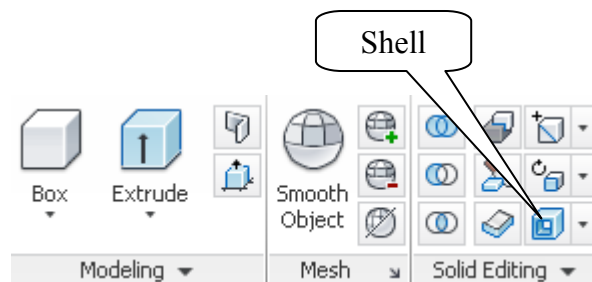 Shell
Box
Extrude
Smooth
Object
Modeling
Mesh
Solid Editing